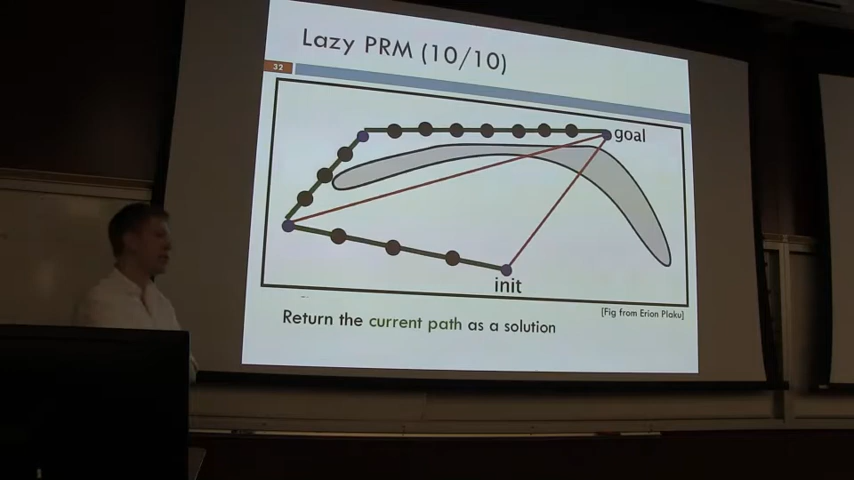 Lazy PRM (10/10)
32
goal
init
[Fig from Erion Plaku]
Return the current path as a solution